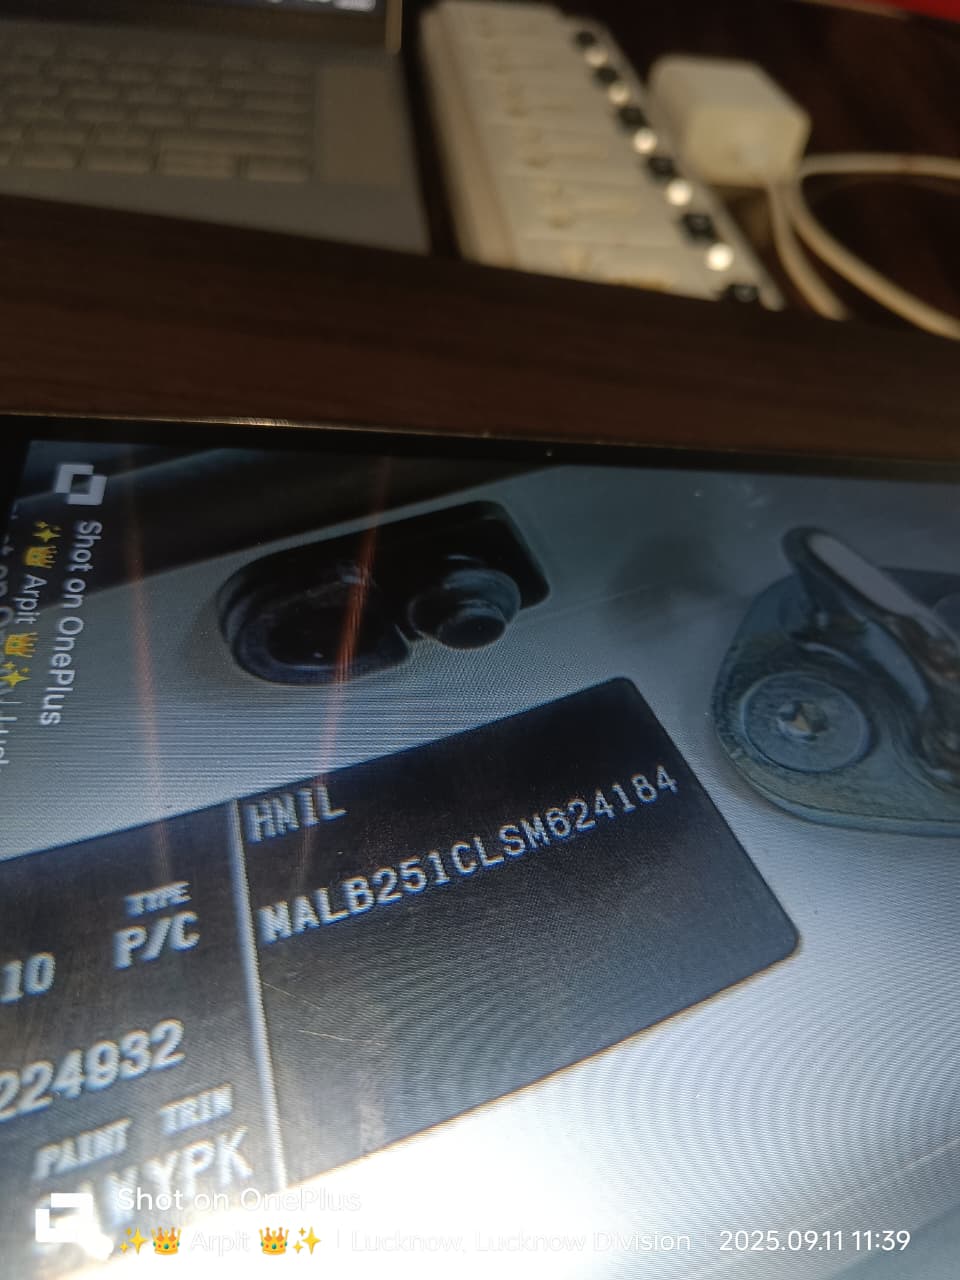 Shot on OnePlus
✨👑 Arpit 👑✨
HMIL
MALB251CLSM624184
TYPE
10 P/C
224932
PAINT TRIM
YPK
Shot on OnePlus
✨👑 Arpit 👑✨ | Lucknow, Lucknow Division 2025.09.11 11:39